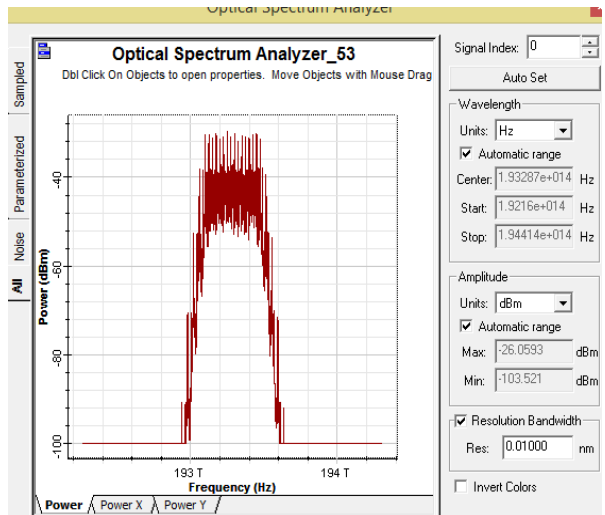 Optical Spectrum Analyzer
Optical Spectrum Analyzer_53
Dbl Click On Objects to open properties. Move Objects with Mouse Drag
Sampled
Parameterized
Noise
All
Power (dBm)
-40
-60
-80
-100
193 T
194 T
Frequency (Hz)
Power
Power X
Power Y
Signal Index: 0
Auto Set
Wavelength
Units: Hz
Automatic range
Center: 1.93287e+014 Hz
Start: 1.9216e+014 Hz
Stop: 1.94414e+014 Hz
Amplitude
Units: dBm
Automatic range
Max: -26.0593 dBm
Min: -103.521 dBm
Resolution Bandwidth
Res: 0.01000 nm
Invert Colors